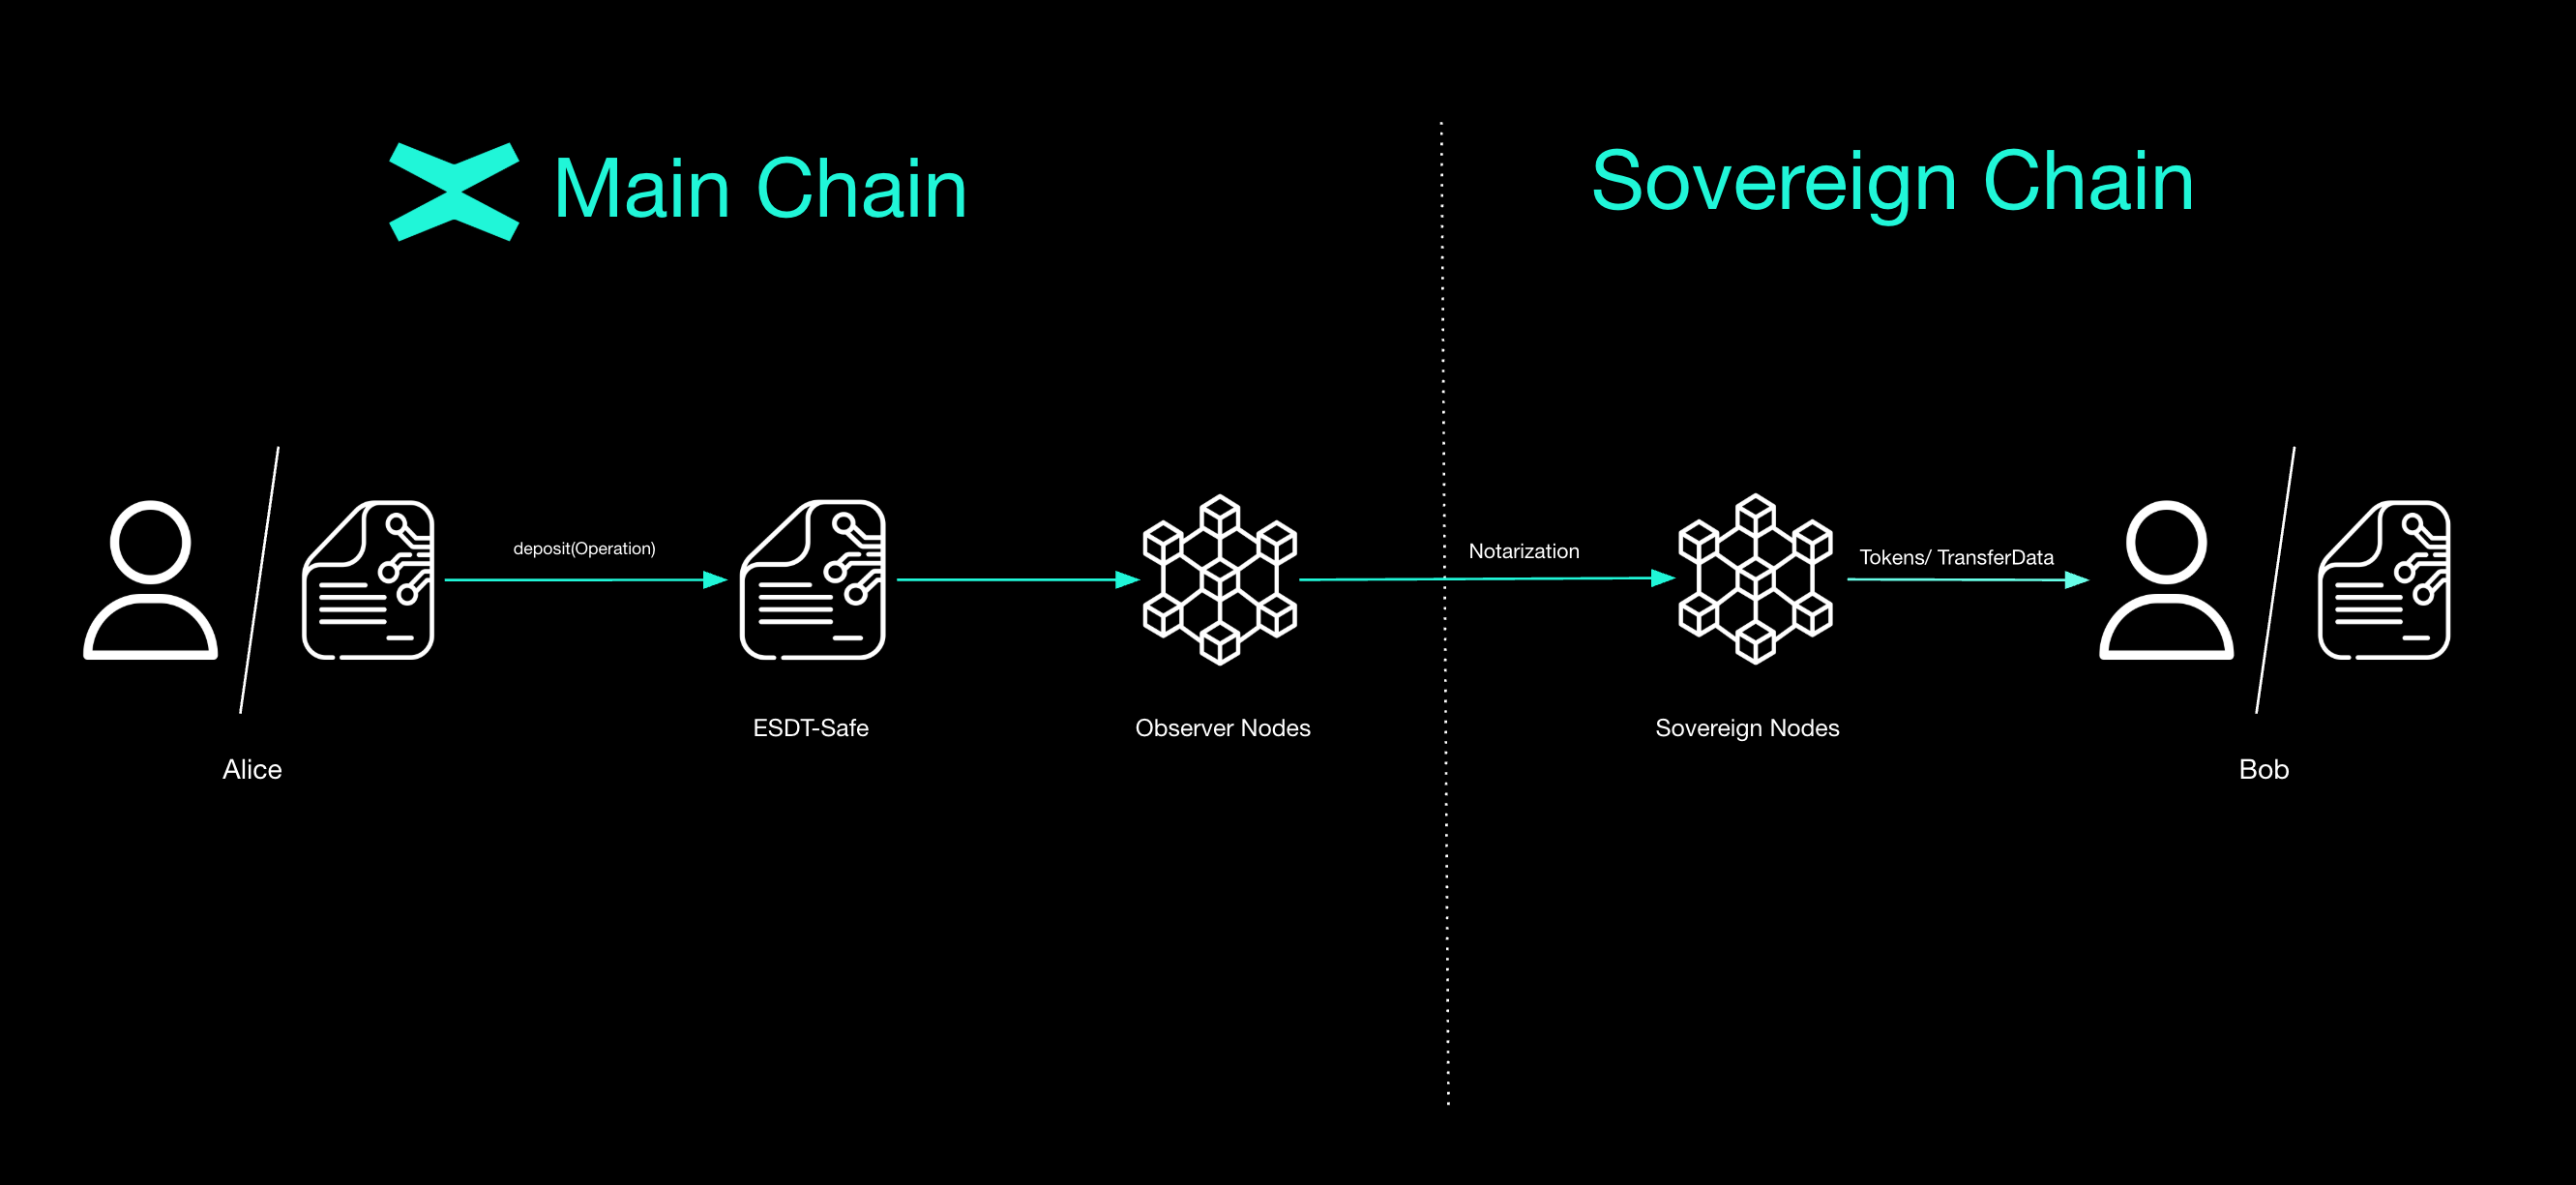 Main Chain
Sovereign Chain
deposit(Operation)
Notarization
Tokens/ TransferData
ESDT-Safe
Observer Nodes
Sovereign Nodes
Alice
Bob